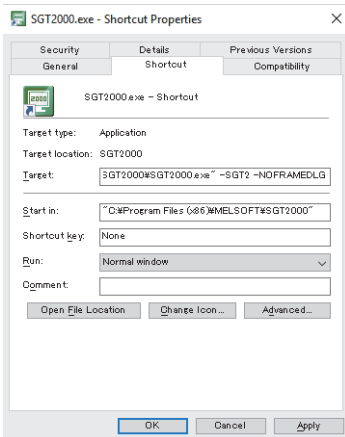 SGT2000.exe - Shortcut Properties
Security Details Previous Versions
General Shortcut Compatibility
SGT2000.exe - Shortcut
Target type: Application
Target location: SGT2000
Target: SGT2000¥SGT2000.exe" -SGT2 -NOFRAMEDLG
Start in: "C:¥Program Files (x86)¥MELSOFT¥SGT2000"
Shortcut key: None
Run: Normal window
Comment:
Open File Location Change Icon... Advanced...
OK Cancel Apply